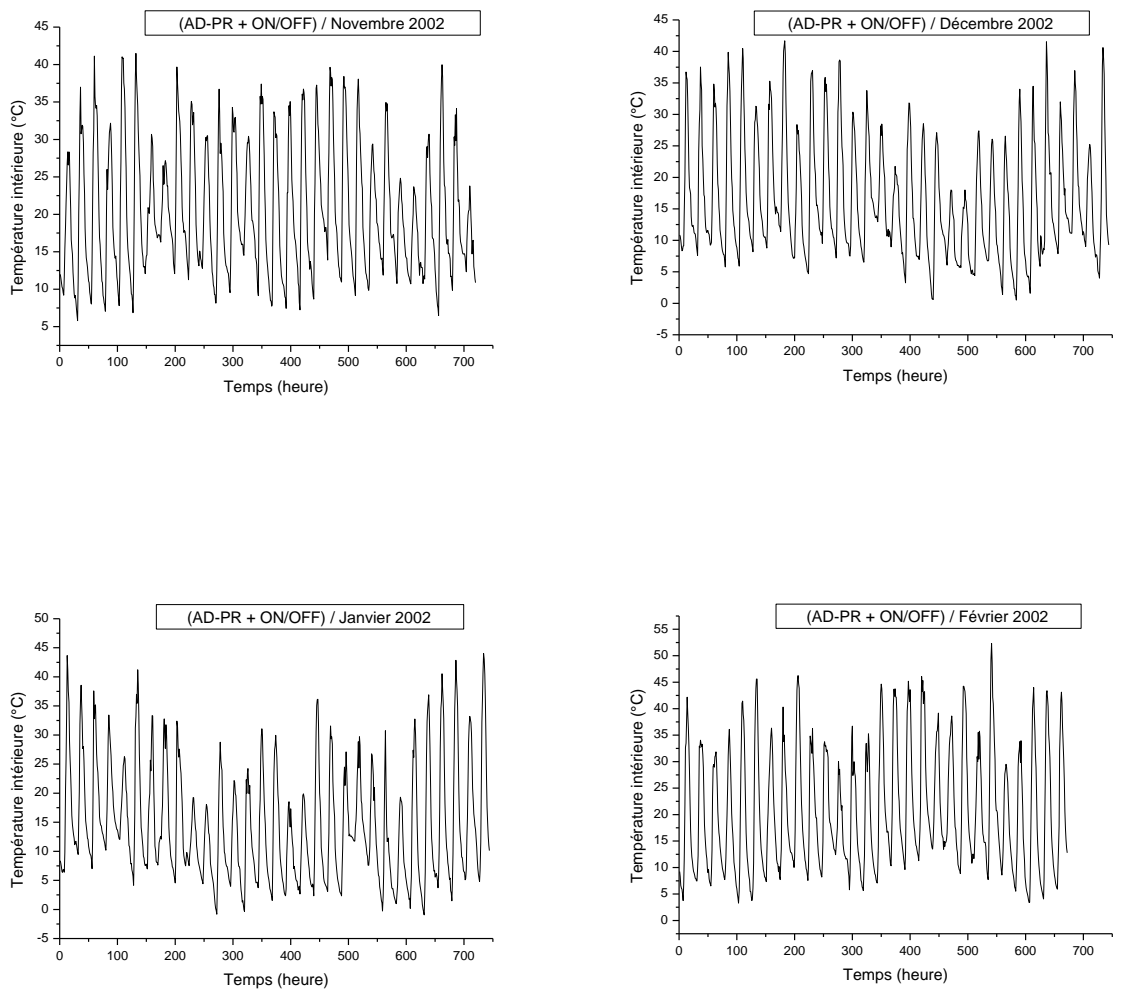 (AD-PR + ON/OFF) / Novembre 2002
45
40
35
30
25
20
15
10
5
Température intérieure (°C)
0 100 200 300 400 500 600 700
Temps (heure)
(AD-PR + ON/OFF) / Décembre 2002
45
40
35
30
25
20
15
10
5
0
-5
Température intérieure (°C)
0 100 200 300 400 500 600 700
Temps (heure)
(AD-PR + ON/OFF) / Janvier 2002
50
45
40
35
30
25
20
15
10
5
0
-5
Température intérieure (°C)
0 100 200 300 400 500 600 700
Temps (heure)
(AD-PR + ON/OFF) / Février 2002
55
50
45
40
35
30
25
20
15
10
5
0
Température intérieure (°C)
0 100 200 300 400 500 600 700
Temps (heure)